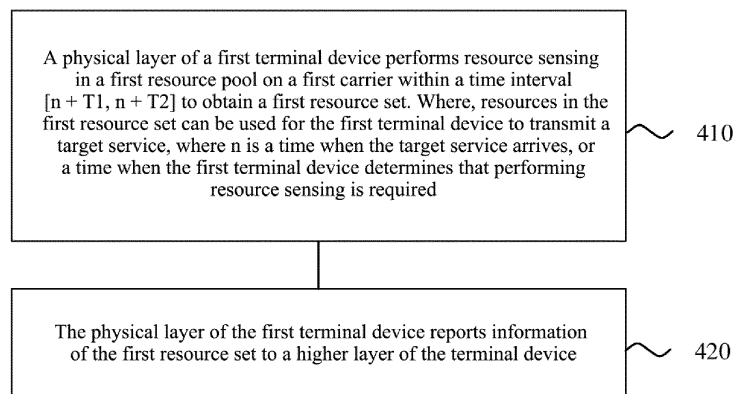 A physical layer of a first terminal device performs resource sensing
in a first resource pool on a first carrier within a time interval
[n + T1, n + T2] to obtain a first resource set. Where, resources in the
first resource set can be used for the first terminal device to transmit a
target service, where n is a time when the target service arrives, or
a time when the first terminal device determines that performing
resource sensing is required
410
The physical layer of the first terminal device reports information
of the first resource set to a higher layer of the terminal device
420